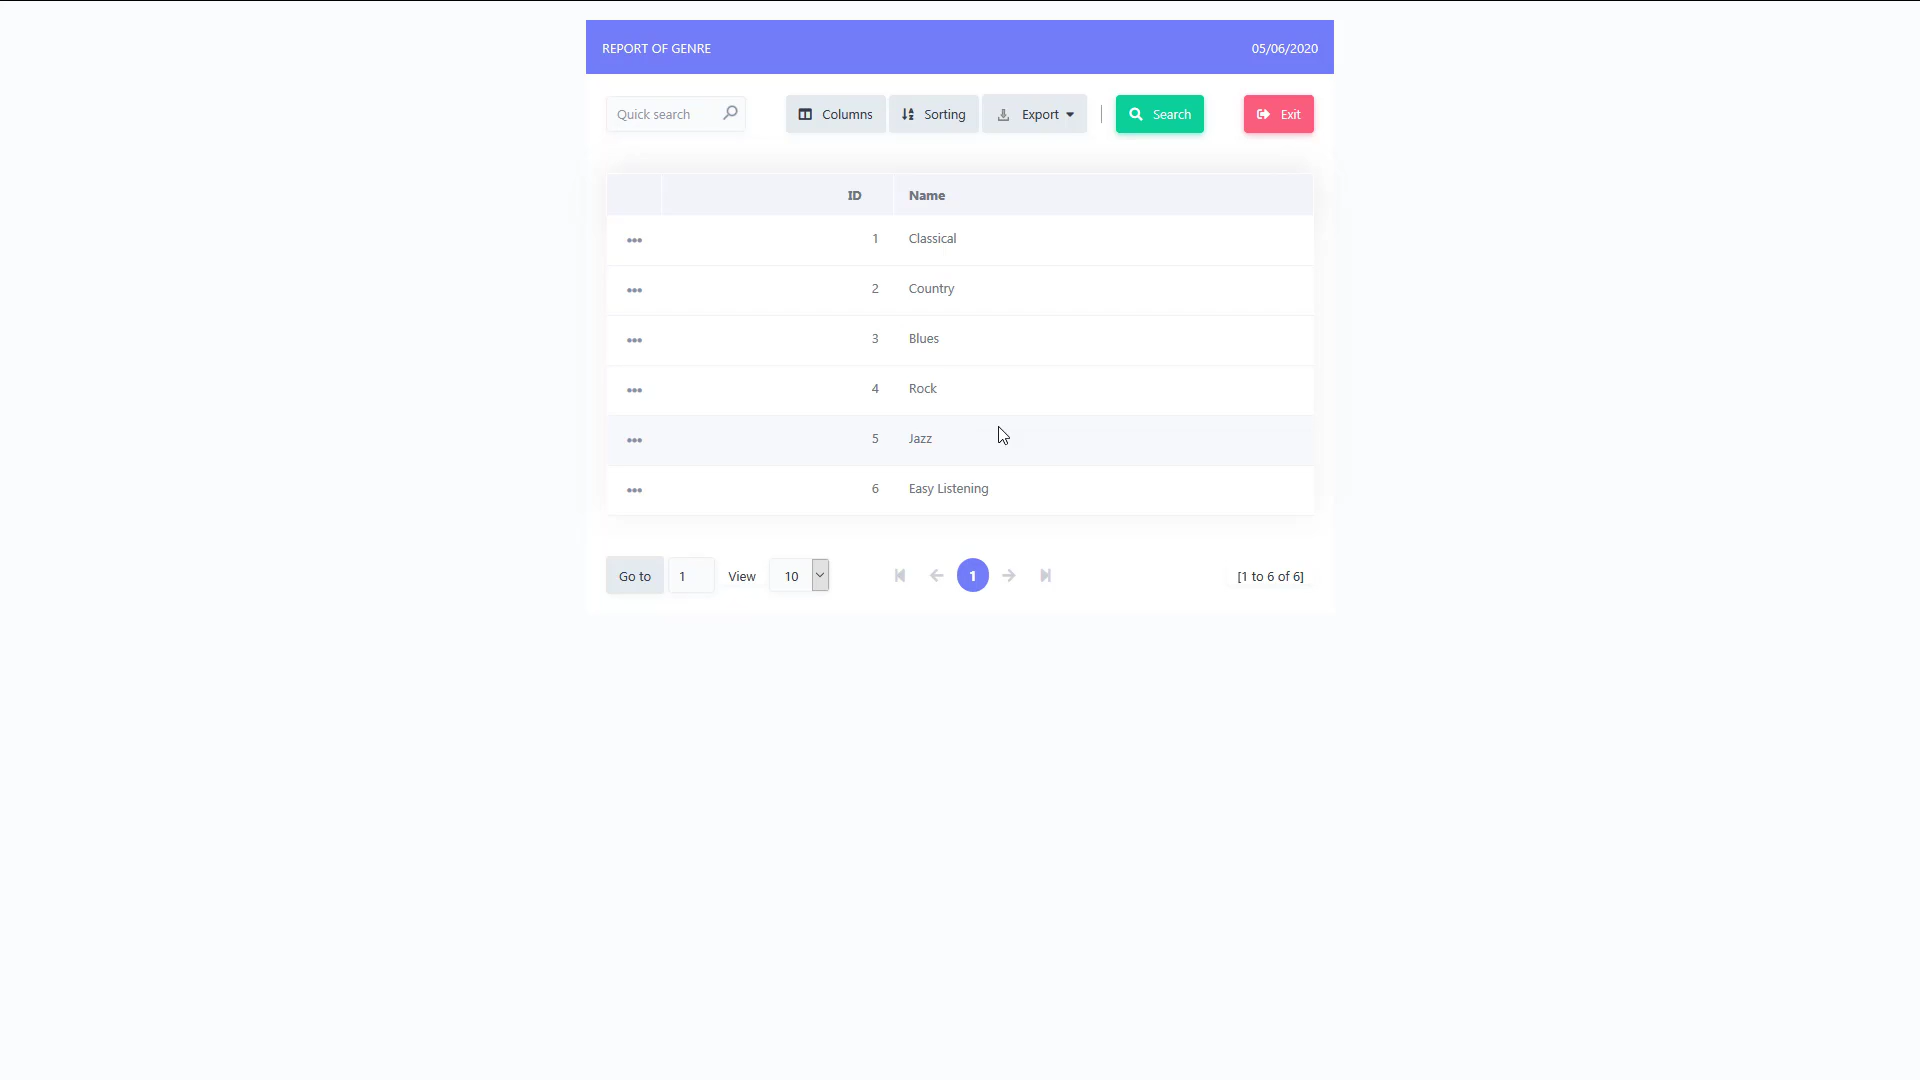 REPORT OF GENRE 05/06/2020
Quick search Columns Sorting Export Search Exit
ID Name
1 Classical
2 Country
3 Blues
4 Rock
5 Jazz
6 Easy Listening
Go to 1 View 10 1 [1 to 6 of 6]